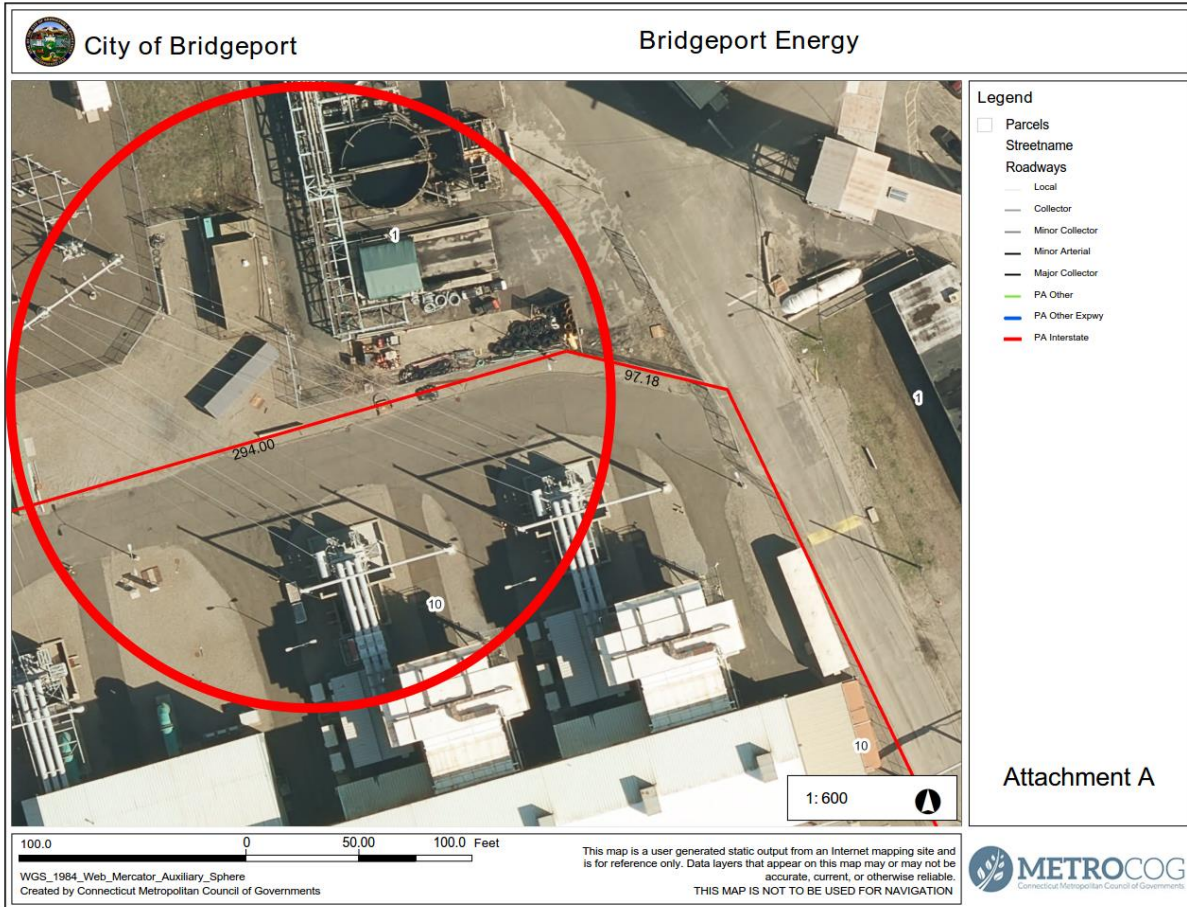 City of Bridgeport
Bridgeport Energy
Legend
Parcels
Streetname
Roadways
Local
Collector
Minor Collector
Minor Arterial
Major Collector
PA Other
PA Other Expwy
PA Interstate
1
97.18
1
294.00
10
10
1: 600
Attachment A
100.0 0 50.00 100.0 Feet
WGS_1984_Web_Mercator_Auxiliary_Sphere
Created by Connecticut Metropolitan Council of Governments
This map is a user generated static output from an Internet mapping site and
is for reference only. Data layers that appear on this map may or may not be
accurate, current, or otherwise reliable.
THIS MAP IS NOT TO BE USED FOR NAVIGATION
METROCOG
Connecticut Metropolitan Council of Governments